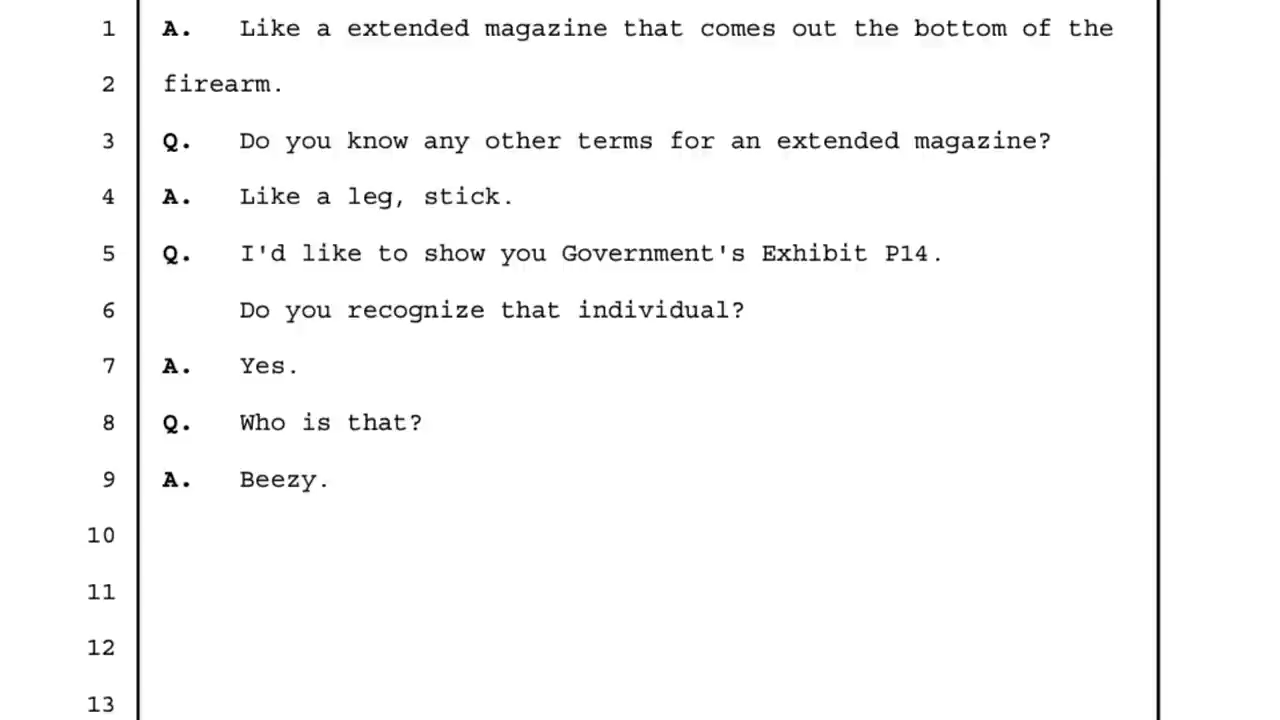 1 A. Like a extended magazine that comes out the bottom of the
2 firearm.
3 Q. Do you know any other terms for an extended magazine?
4 A. Like a leg, stick.
5 Q. I'd like to show you Government's Exhibit P14.
6 Do you recognize that individual?
7 A. Yes.
8 Q. Who is that?
9 A. Beezy.
10
11
12
13